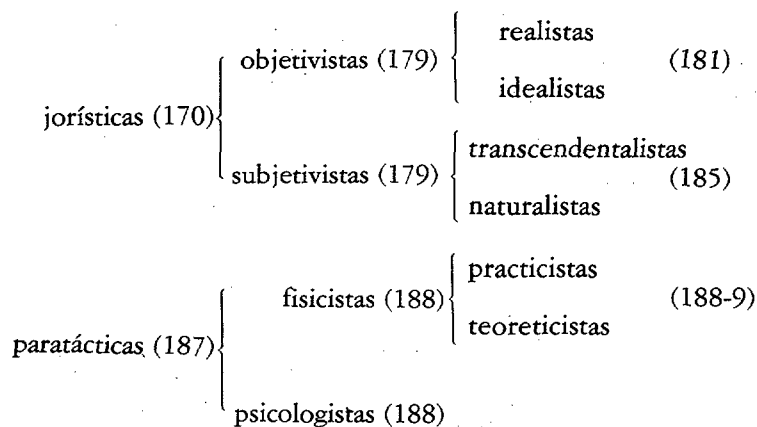 realistas
objetivistas (179) (181)
idealistas
jorísticas (170)
transcendentalistas
subjetivistas (179) (185)
naturalistas
practicistas
fisicistas (188) (188-9)
teoreticistas
paratácticas (187)
psicologistas (188)